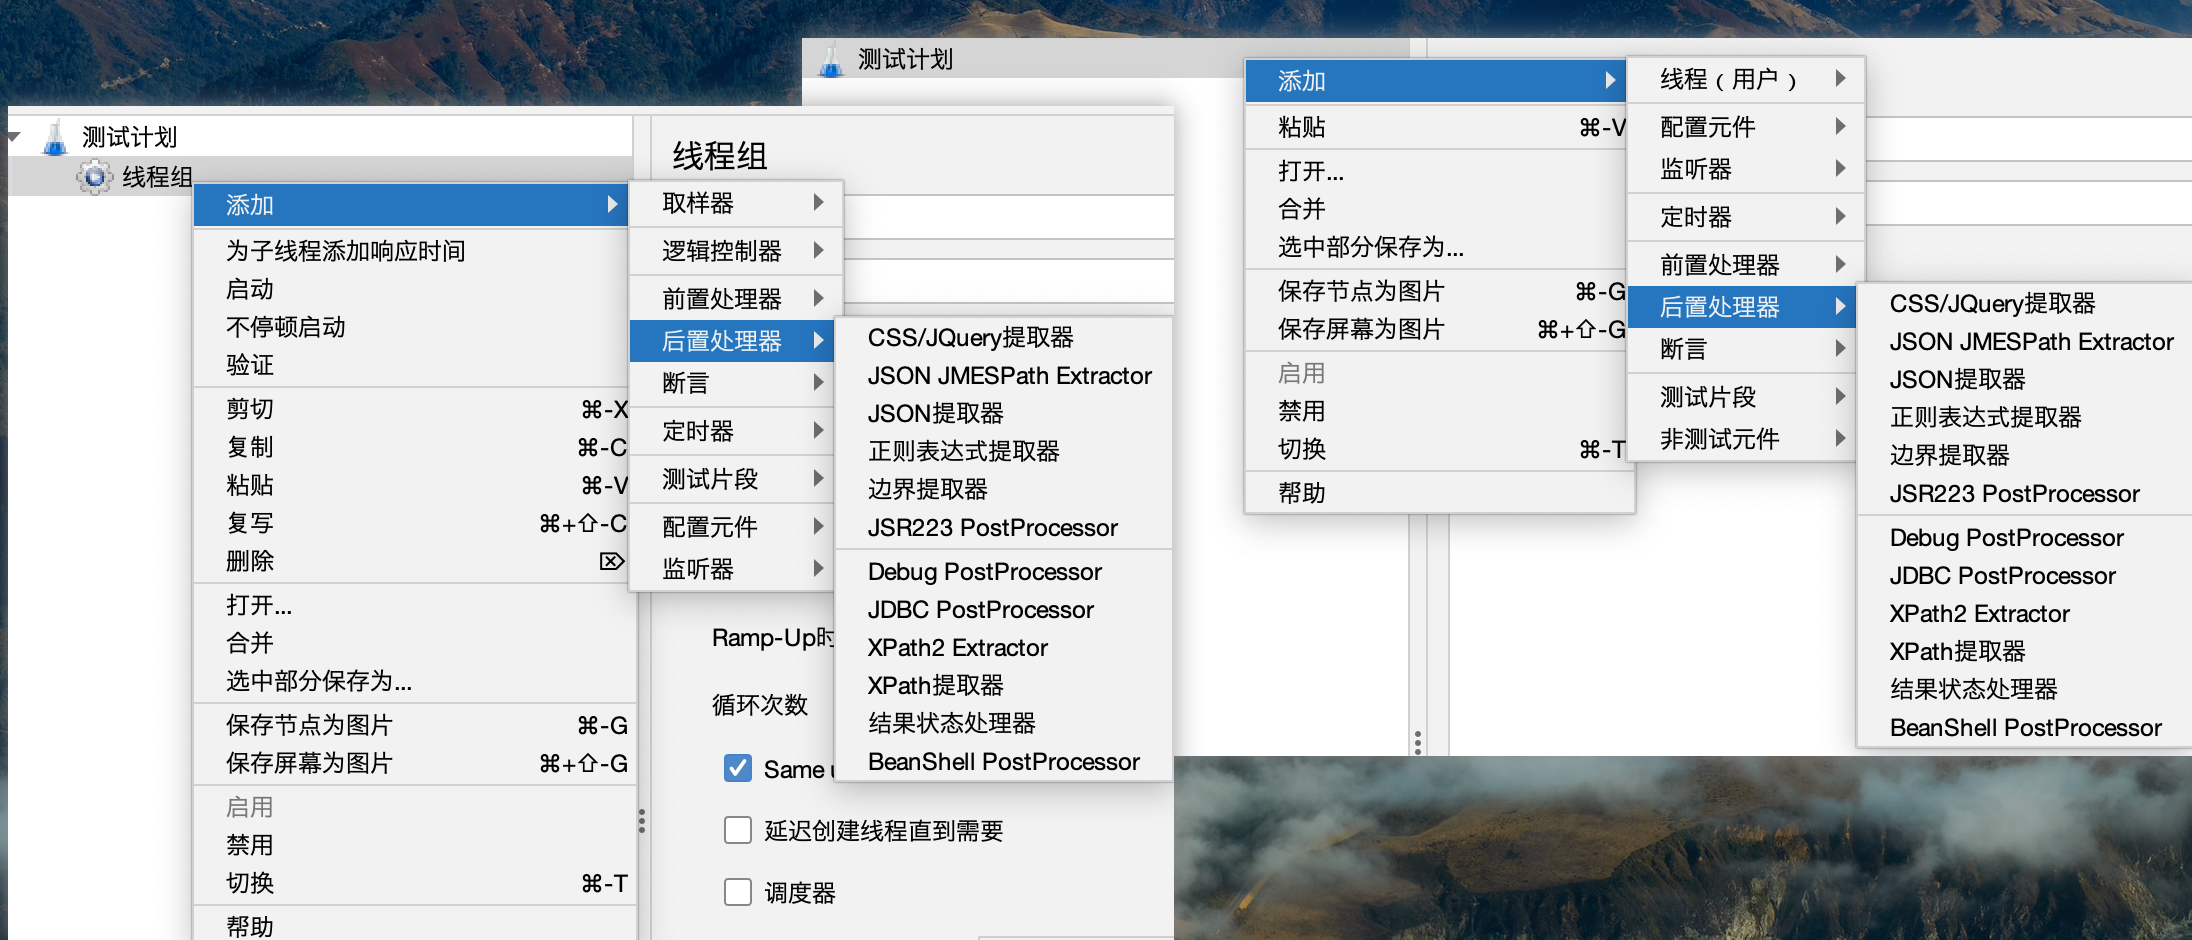 测试计划
线程组
添加
为子线程添加响应时间
启动
不停顿启动
验证
剪切 ⌘-X
复制 ⌘-C
粘贴 ⌘-V
复写 ⌘+⇧-C
删除 ⌦
打开...
合并
选中部分保存为...
保存节点为图片 ⌘-G
保存屏幕为图片 ⌘+⇧-G
启用
禁用
切换 ⌘-T
帮助
线程组
取样器
逻辑控制器
前置处理器
后置处理器
断言
定时器
测试片段
配置元件
监听器
CSS/JQuery提取器
JSON JMESPath Extractor
JSON提取器
正则表达式提取器
边界提取器
JSR223 PostProcessor
Debug PostProcessor
JDBC PostProcessor
XPath2 Extractor
XPath提取器
结果状态处理器
BeanShell PostProcessor
Ramp-Up时
循环次数
Same
延迟创建线程直到需要
调度器
测试计划
添加
粘贴 ⌘-V
打开...
合并
选中部分保存为...
保存节点为图片 ⌘-G
保存屏幕为图片 ⌘+⇧-G
启用
禁用
切换 ⌘-T
帮助
线程（用户）
配置元件
监听器
定时器
前置处理器
后置处理器
断言
测试片段
非测试元件
CSS/JQuery提取器
JSON JMESPath Extractor
JSON提取器
正则表达式提取器
边界提取器
JSR223 PostProcessor
Debug PostProcessor
JDBC PostProcessor
XPath2 Extractor
XPath提取器
结果状态处理器
BeanShell PostProcessor